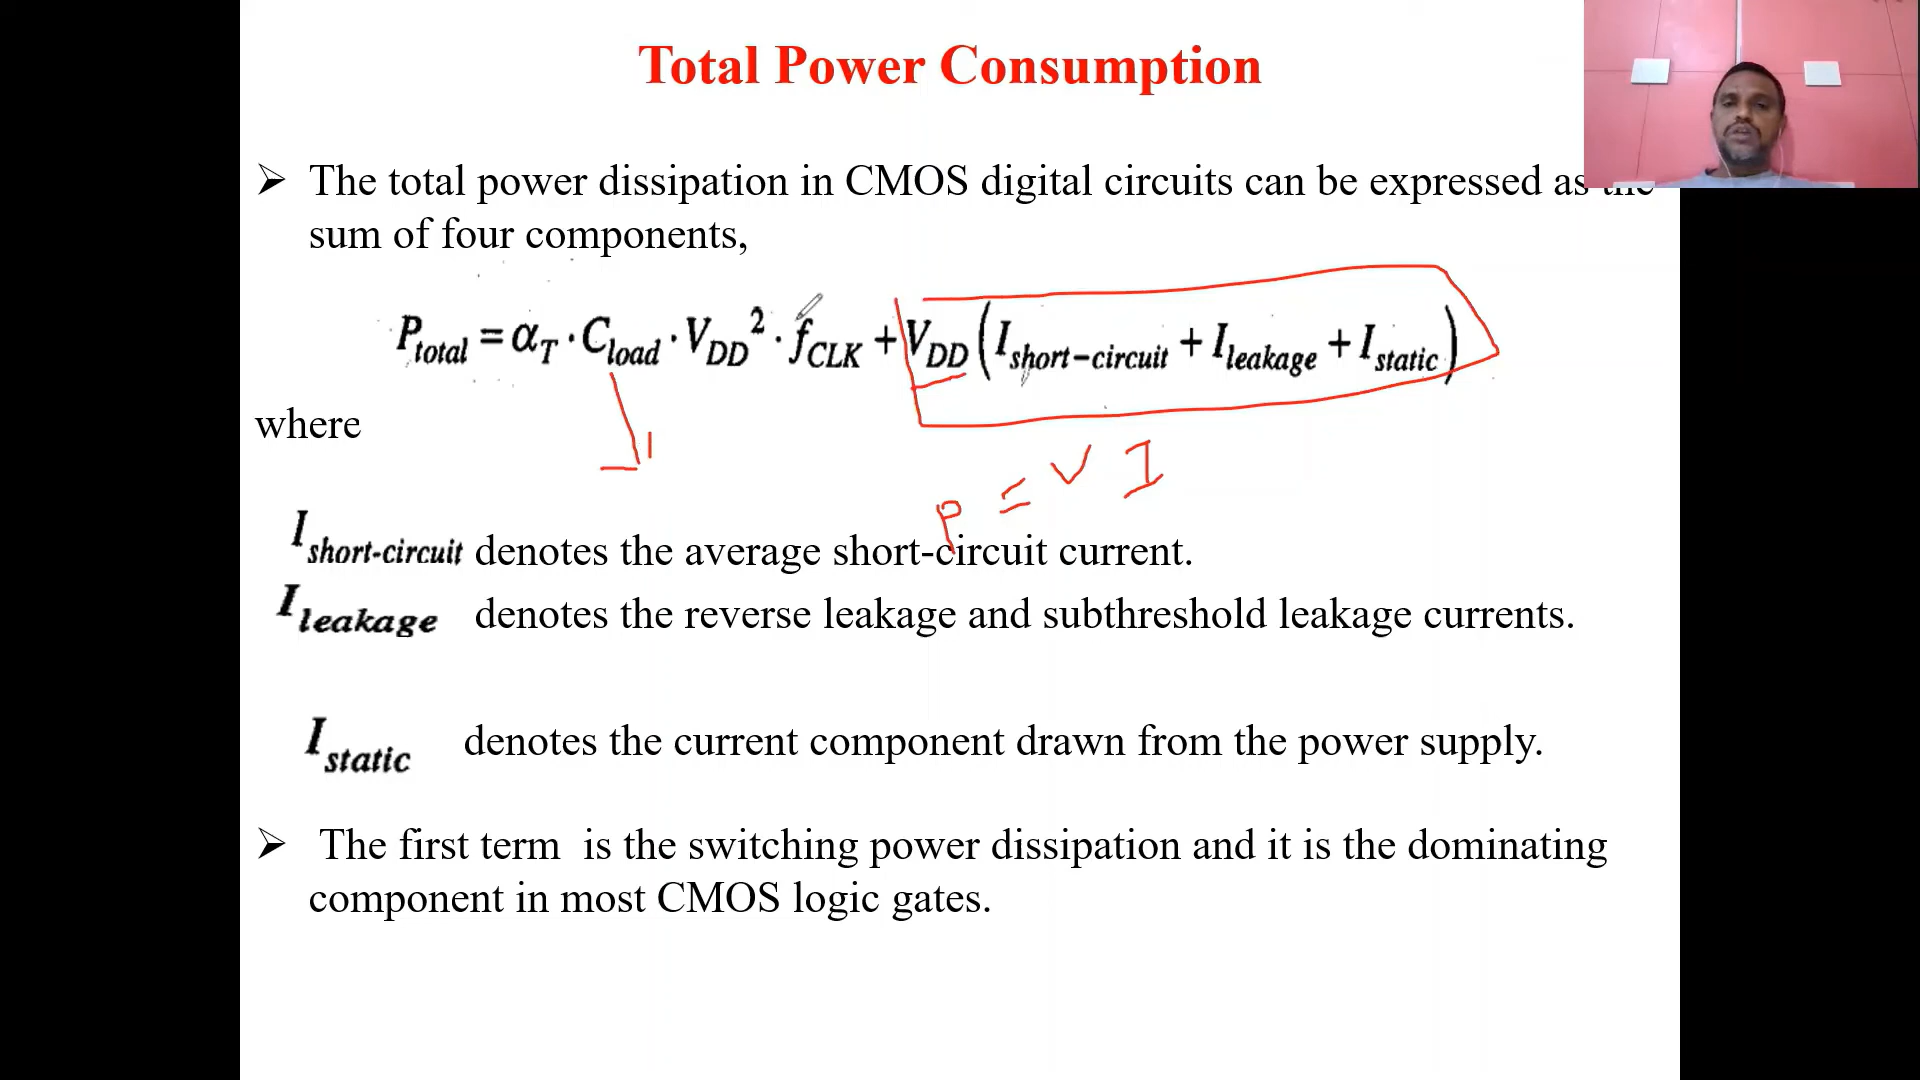 Total Power Consumption
➢ The total power dissipation in CMOS digital circuits can be expressed as the
sum of four components,
P_total = α_T · C_load · V_DD² · f_CLK + V_DD (I_short−circuit + I_leakage + I_static)
where
P = V I
I_short-circuit denotes the average short-circuit current.
I_leakage denotes the reverse leakage and subthreshold leakage currents.
I_static denotes the current component drawn from the power supply.
➢ The first term is the switching power dissipation and it is the dominating
component in most CMOS logic gates.